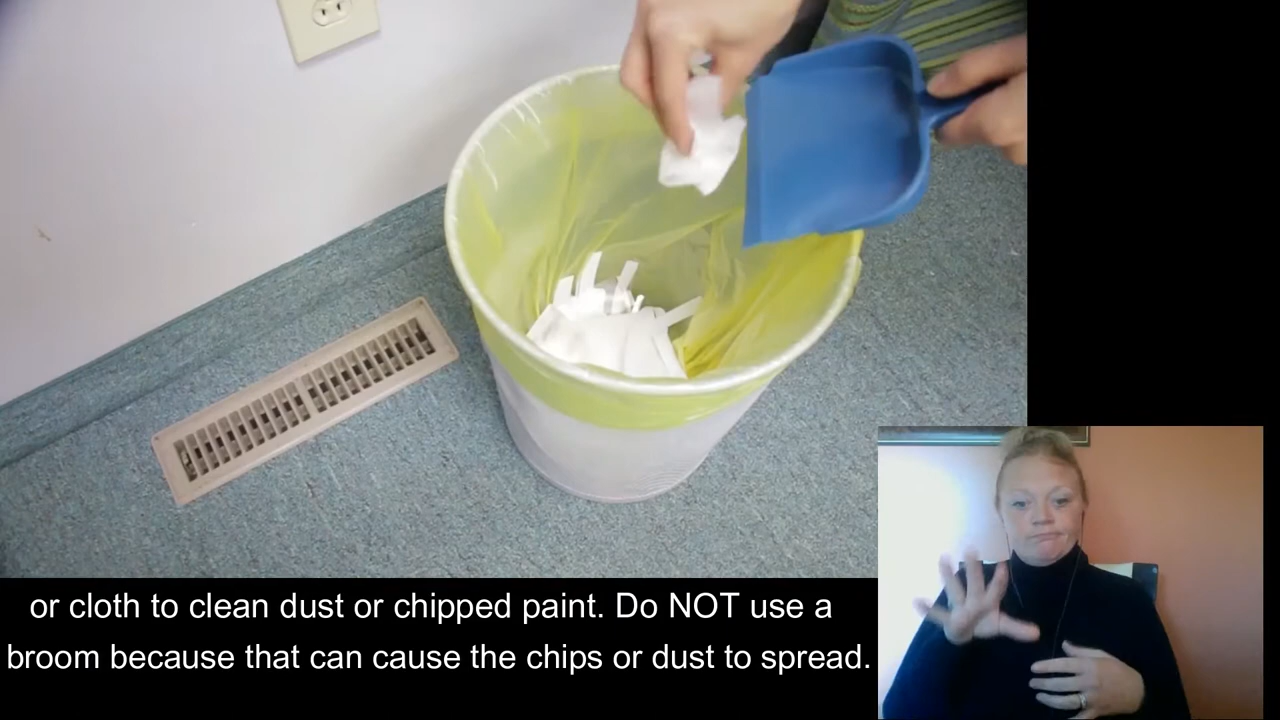 or cloth to clean dust or chipped paint. Do NOT use a
broom because that can cause the chips or dust to spread.